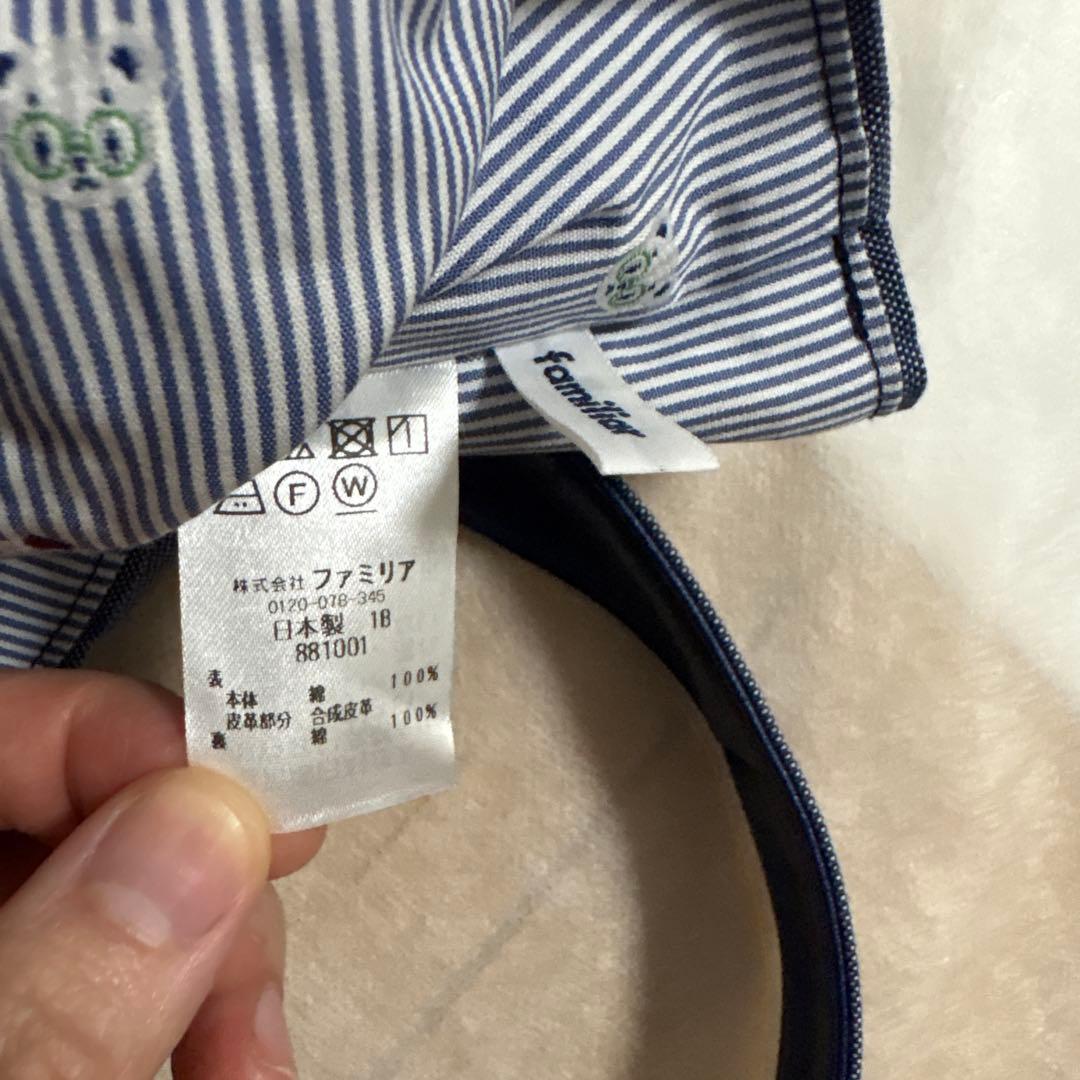 familiar
F W
株式会社 ファミリア
0120-078-345
日本製 1B
881001
表
本体 綿 100%
皮革部分 合成皮革
裏 綿 100%